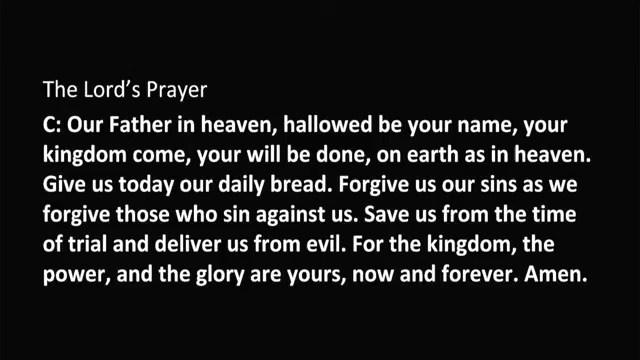 The Lord's Prayer
C: Our Father in heaven, hallowed be your name, your
kingdom come, your will be done, on earth as in heaven.
Give us today our daily bread. Forgive us our sins as we
forgive those who sin against us. Save us from the time
of trial and deliver us from evil. For the kingdom, the
power, and the glory are yours, now and forever. Amen.